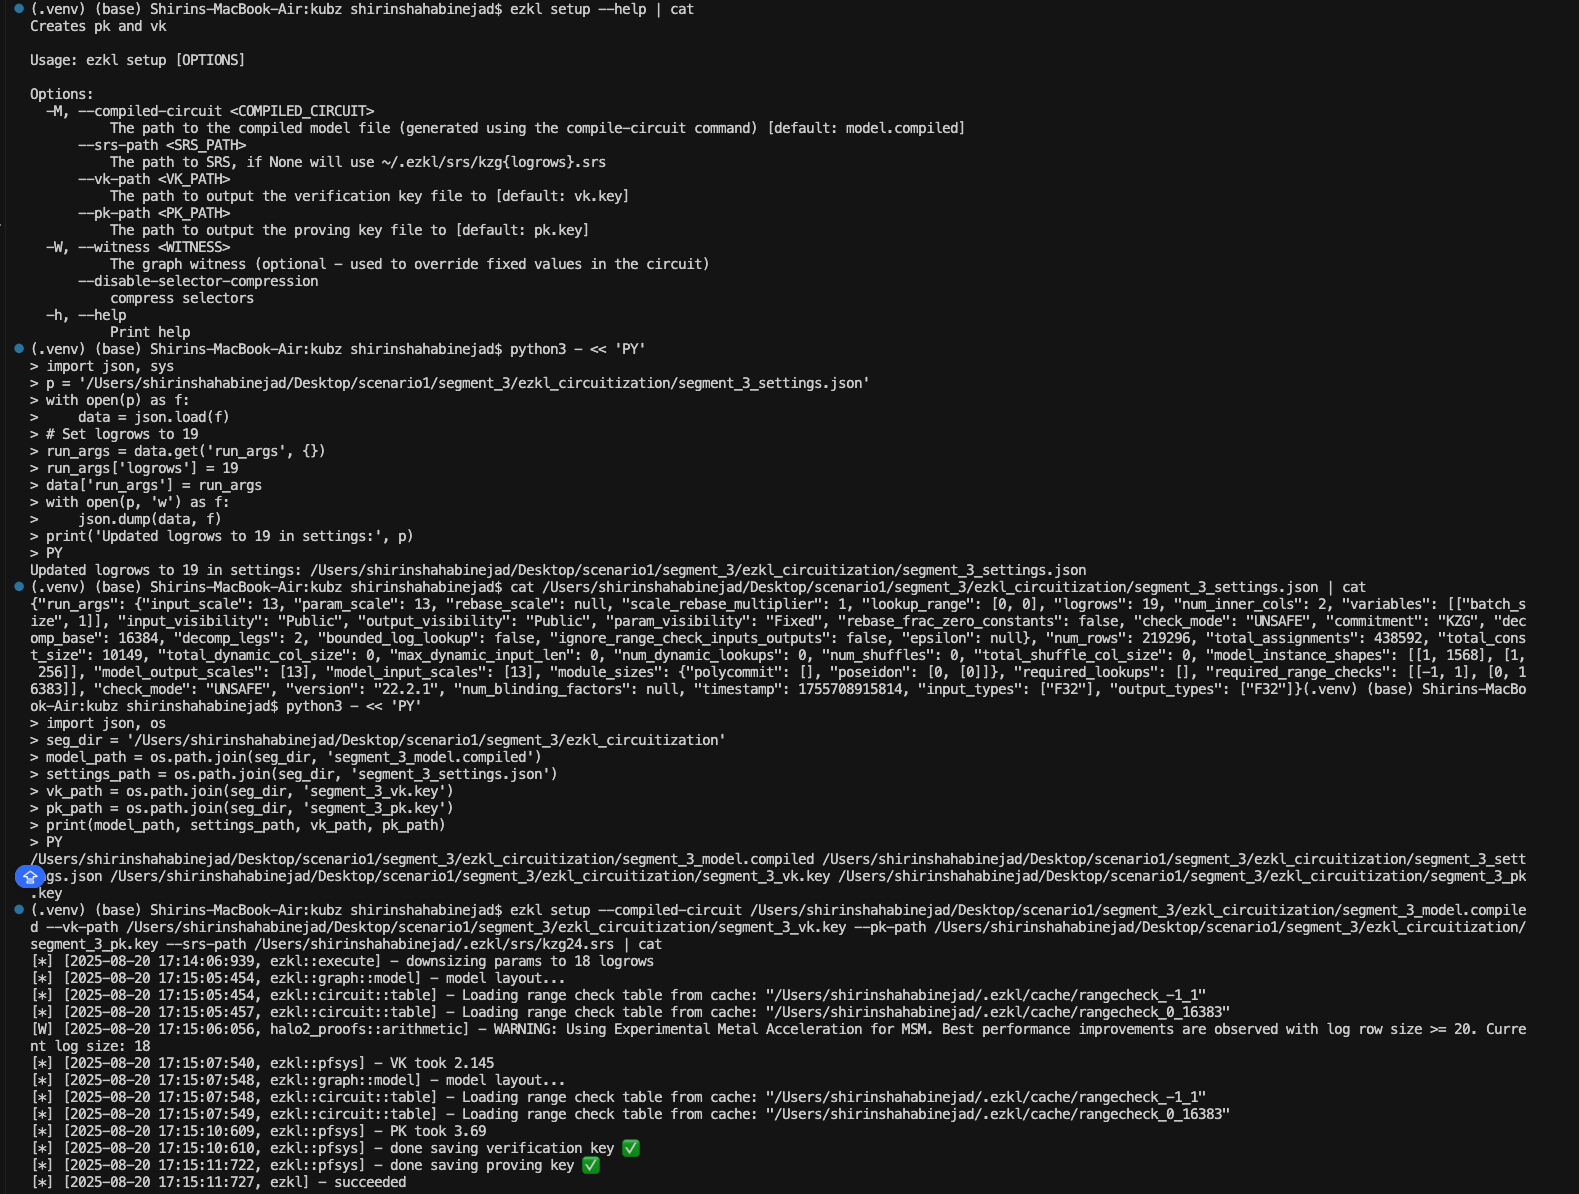 (.venv) (base) Shirins-MacBook-Air:kubz shirinshahabinejad$ ezkl setup --help | cat
Creates pk and vk
Usage: ezkl setup [OPTIONS]
Options:
  -M, --compiled-circuit <COMPILED_CIRCUIT>
          The path to the compiled model file (generated using the compile-circuit command) [default: model.compiled]
      --srs-path <SRS_PATH>
          The path to SRS, if None will use ~/.ezkl/srs/kzg{logrows}.srs
      --vk-path <VK_PATH>
          The path to output the verification key file to [default: vk.key]
      --pk-path <PK_PATH>
          The path to output the proving key file to [default: pk.key]
  -W, --witness <WITNESS>
          The graph witness (optional - used to override fixed values in the circuit)
      --disable-selector-compression
          compress selectors
  -h, --help
          Print help
(.venv) (base) Shirins-MacBook-Air:kubz shirinshahabinejad$ python3 - << 'PY'
> import json, sys
> p = '/Users/shirinshahabinejad/Desktop/scenario1/segment_3/ezkl_circuitization/segment_3_settings.json'
> with open(p) as f:
>     data = json.load(f)
> # Set logrows to 19
> run_args = data.get('run_args', {})
> run_args['logrows'] = 19
> data['run_args'] = run_args
> with open(p, 'w') as f:
>     json.dump(data, f)
> print('Updated logrows to 19 in settings:', p)
> PY
Updated logrows to 19 in settings: /Users/shirinshahabinejad/Desktop/scenario1/segment_3/ezkl_circuitization/segment_3_settings.json
(.venv) (base) Shirins-MacBook-Air:kubz shirinshahabinejad$ cat /Users/shirinshahabinejad/Desktop/scenario1/segment_3/ezkl_circuitization/segment_3_settings.json | cat
{"run_args": {"input_scale": 13, "param_scale": 13, "rebase_scale": null, "scale_rebase_multiplier": 1, "lookup_range": [0, 0], "logrows": 19, "num_inner_cols": 2, "variables": [["batch_s
ize", 1]], "input_visibility": "Public", "output_visibility": "Public", "param_visibility": "Fixed", "rebase_frac_zero_constants": false, "check_mode": "UNSAFE", "commitment": "KZG", "dec
omp_base": 16384, "decomp_legs": 2, "bounded_log_lookup": false, "ignore_range_check_inputs_outputs": false, "epsilon": null}, "num_rows": 219296, "total_assignments": 438592, "total_cons
t_size": 10149, "total_dynamic_col_size": 0, "max_dynamic_input_len": 0, "num_dynamic_lookups": 0, "num_shuffles": 0, "total_shuffle_col_size": 0, "model_instance_shapes": [[1, 1568], [1,
 256]], "model_output_scales": [13], "model_input_scales": [13], "module_sizes": {"polycommit": [], "poseidon": [0, [0]]}, "required_lookups": [], "required_range_checks": [[-1, 1], [0, 1
6383]], "check_mode": "UNSAFE", "version": "22.2.1", "num_blinding_factors": null, "timestamp": 1755708915814, "input_types": ["F32"], "output_types": ["F32"]}(.venv) (base) Shirins-MacBo
ok-Air:kubz shirinshahabinejad$ python3 - << 'PY'
> import json, os
> seg_dir = '/Users/shirinshahabinejad/Desktop/scenario1/segment_3/ezkl_circuitization'
> model_path = os.path.join(seg_dir, 'segment_3_model.compiled')
> settings_path = os.path.join(seg_dir, 'segment_3_settings.json')
> vk_path = os.path.join(seg_dir, 'segment_3_vk.key')
> pk_path = os.path.join(seg_dir, 'segment_3_pk.key')
> print(model_path, settings_path, vk_path, pk_path)
> PY
/Users/shirinshahabinejad/Desktop/scenario1/segment_3/ezkl_circuitization/segment_3_model.compiled /Users/shirinshahabinejad/Desktop/scenario1/segment_3/ezkl_circuitization/segment_3_sett
gs.json /Users/shirinshahabinejad/Desktop/scenario1/segment_3/ezkl_circuitization/segment_3_vk.key /Users/shirinshahabinejad/Desktop/scenario1/segment_3/ezkl_circuitization/segment_3_pk
.key
(.venv) (base) Shirins-MacBook-Air:kubz shirinshahabinejad$ ezkl setup --compiled-circuit /Users/shirinshahabinejad/Desktop/scenario1/segment_3/ezkl_circuitization/segment_3_model.compile
d --vk-path /Users/shirinshahabinejad/Desktop/scenario1/segment_3/ezkl_circuitization/segment_3_vk.key --pk-path /Users/shirinshahabinejad/Desktop/scenario1/segment_3/ezkl_circuitization/
segment_3_pk.key --srs-path /Users/shirinshahabinejad/.ezkl/srs/kzg24.srs | cat
[*] [2025-08-20 17:14:06:939, ezkl::execute] - downsizing params to 18 logrows
[*] [2025-08-20 17:15:05:454, ezkl::graph::model] - model layout...
[*] [2025-08-20 17:15:05:454, ezkl::circuit::table] - Loading range check table from cache: "/Users/shirinshahabinejad/.ezkl/cache/rangecheck_-1_1"
[*] [2025-08-20 17:15:05:457, ezkl::circuit::table] - Loading range check table from cache: "/Users/shirinshahabinejad/.ezkl/cache/rangecheck_0_16383"
[W] [2025-08-20 17:15:06:056, halo2_proofs::arithmetic] - WARNING: Using Experimental Metal Acceleration for MSM. Best performance improvements are observed with log row size >= 20. Curre
nt log size: 18
[*] [2025-08-20 17:15:07:540, ezkl::pfsys] - VK took 2.145
[*] [2025-08-20 17:15:07:548, ezkl::graph::model] - model layout...
[*] [2025-08-20 17:15:07:548, ezkl::circuit::table] - Loading range check table from cache: "/Users/shirinshahabinejad/.ezkl/cache/rangecheck_-1_1"
[*] [2025-08-20 17:15:07:549, ezkl::circuit::table] - Loading range check table from cache: "/Users/shirinshahabinejad/.ezkl/cache/rangecheck_0_16383"
[*] [2025-08-20 17:15:10:609, ezkl::pfsys] - PK took 3.69
[*] [2025-08-20 17:15:10:610, ezkl::pfsys] - done saving verification key ✅
[*] [2025-08-20 17:15:11:722, ezkl::pfsys] - done saving proving key ✅
[*] [2025-08-20 17:15:11:727, ezkl] - succeeded